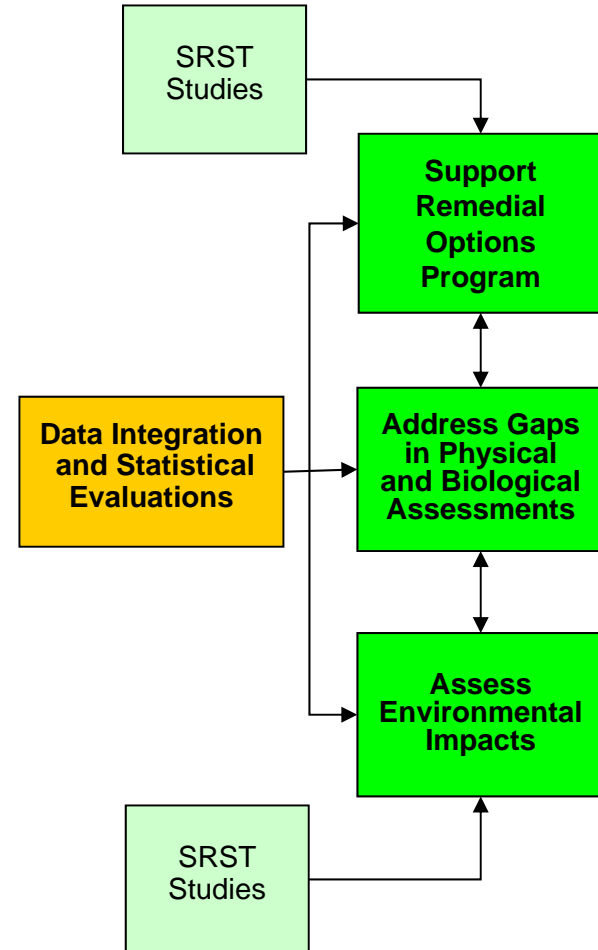 SRST
Studies
Support
Remedial
Options
Program
Data Integration
and Statistical
Evaluations
Address Gaps
in Physical
and Biological
Assessments
Assess
Environmental
Impacts
SRST
Studies